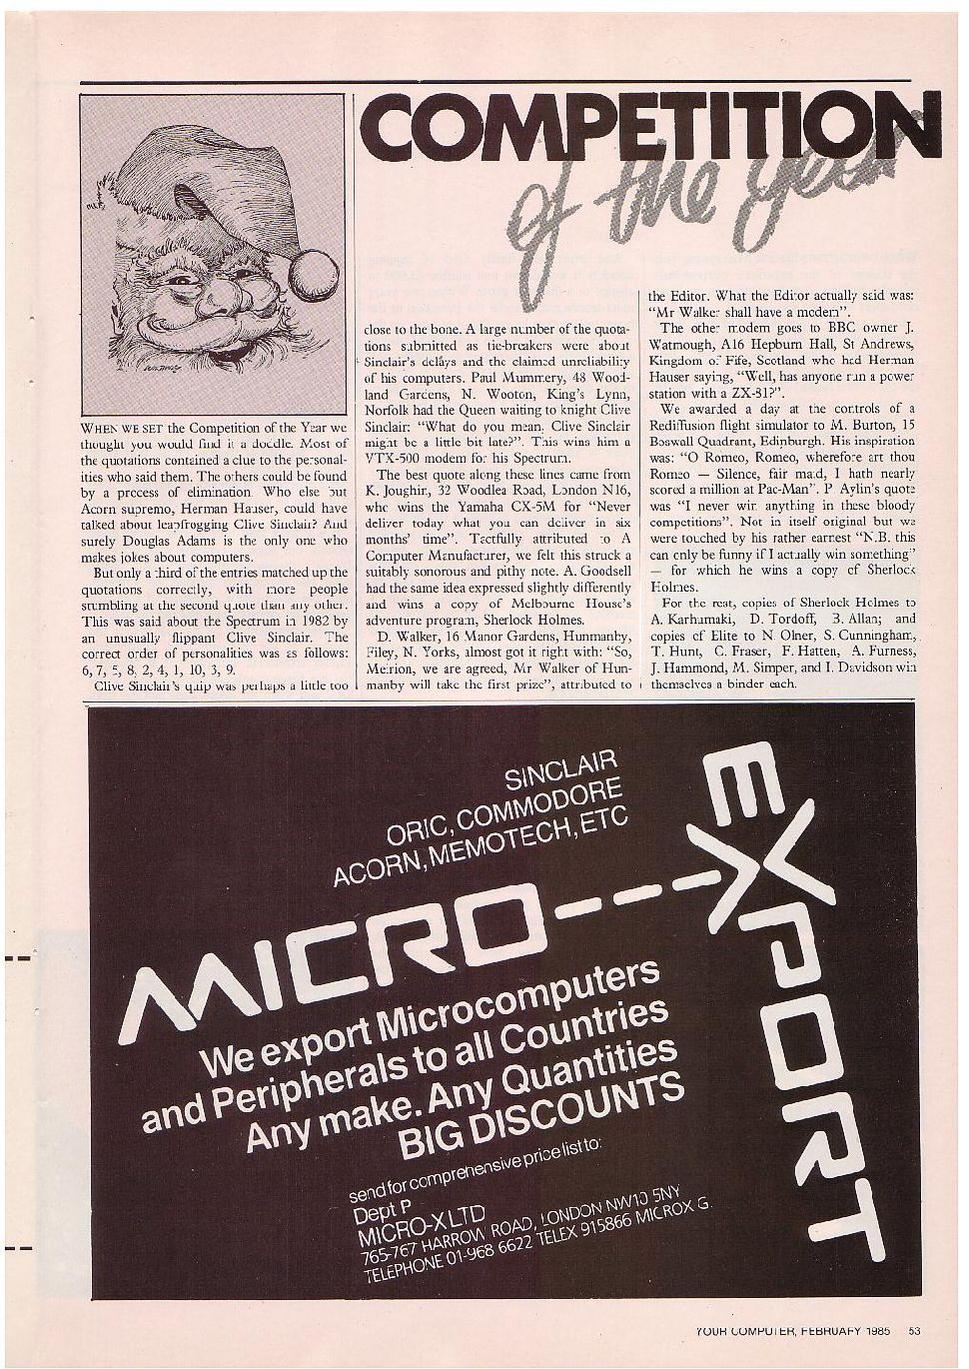 COMPETITION
of the year
WHEN WE SET the Competition of the Year we
thought you would find it a doddle. Most of
the quotations contained a clue to the personal-
ities who said them. The others could be found
by a process of elimination. Who else but
Acorn supremo, Herman Hauser, could have
talked about leapfrogging Clive Sinclair? And
surely Douglas Adams is the only one who
makes jokes about computers.
But only a third of the entries matched up the
quotations correctly, with more people
stumbling at the second quote than any other.
This was said about the Spectrum in 1982 by
an unusually flippant Clive Sinclair. The
correct order of personalities was as follows:
6, 7, 5, 8, 2, 4, 1, 10, 3, 9.
Clive Sinclair's quip was perhaps a little too
close to the bone. A large number of the quota-
tions submitted as tie-breakers were about
Sinclair's delays and the claimed unreliability
of his computers. Paul Mummery, 48 Wood-
land Gardens, N. Wooton, King's Lynn,
Norfolk had the Queen waiting to knight Clive
Sinclair: "What do you mean, Clive Sinclair
might be a little bit late?". This wins him a
VTX-500 modem for his Spectrum.
The best quote along these lines came from
K. Joughin, 32 Woodlea Road, London N16,
who wins the Yamaha CX-5M for "Never
deliver today what you can deliver in six
months' time". Tactfully attributed to A
Computer Manufacturer, we felt this struck a
suitably sonorous and pithy note. A. Goodsell
had the same idea expressed slightly differently
and wins a copy of Melbourne House's
adventure program, Sherlock Holmes.
D. Walker, 16 Manor Gardens, Hunmanby,
Filey, N. Yorks, almost got it right with: "So,
Meirion, we are agreed, Mr Walker of Hun-
manby will take the first prize", attributed to
the Editor. What the Editor actually said was:
"Mr Walker shall have a modem".
The other modem goes to BBC owner J.
Watmough, A16 Hepburn Hall, St Andrews,
Kingdom of Fife, Scotland who had Herman
Hauser saying, "Well, has anyone run a power
station with a ZX-81?".
We awarded a day at the controls of a
Rediffusion flight simulator to M. Burton, 15
Boswall Quadrant, Edinburgh. His inspiration
was: "O Romeo, Romeo, wherefore art thou
Romeo — Silence, fair maid, I hath nearly
scored a million at Pac-Man". P Aylin's quote
was "I never win anything in these bloody
competitions". Not in itself original but we
were touched by his rather earnest "N.B. this
can only be funny if I actually win something"
— for which he wins a copy of Sherlock
Holmes.
For the rest, copies of Sherlock Holmes to
A. Karhumaki, D. Tordoff, B. Allan; and
copies of Elite to N Olner, S. Cunningham,
T. Hunt, C. Fraser, F. Hatten, A. Furness,
J. Hammond, M. Simper, and I. Davidson win
themselves a binder each.
SINCLAIR
ORIC, COMMODORE
ACORN, MEMOTECH, ETC
MICRO---
EXPORT
We export Microcomputers
and Peripherals to all Countries
Any make. Any Quantities
BIG DISCOUNTS
send for comprehensive price list to:
Dept P
MICRO-X LTD
765-767 HARROW ROAD, LONDON NW10 5NY
TELEPHONE 01-968 6622 TELEX 915866 MICROX G.
YOUR COMPUTER, FEBRUARY 1985 53